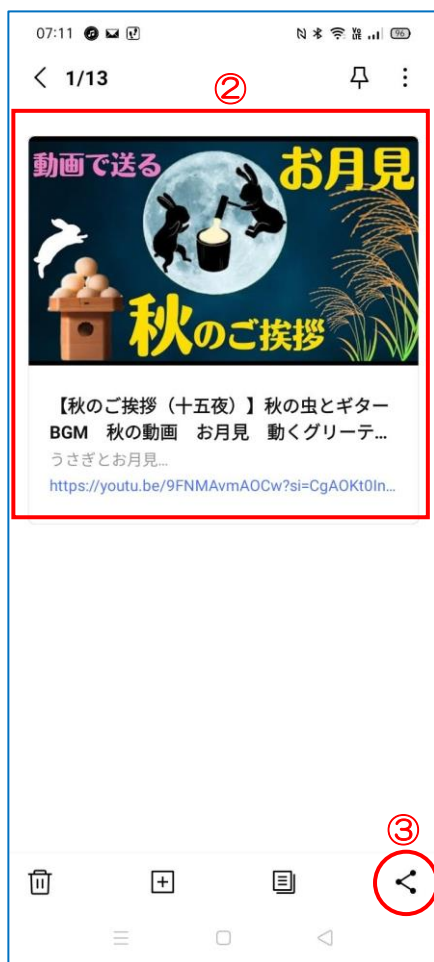 07:11
96
1/13
②
動画で送る
お月見
秋のご挨拶
【秋のご挨拶（十五夜）】秋の虫とギター
BGM　秋の動画　お月見　動くグリーテ...
うさぎとお月見...
https://youtu.be/9FNMAvmAOCw?si=CgAOKt0In...
③